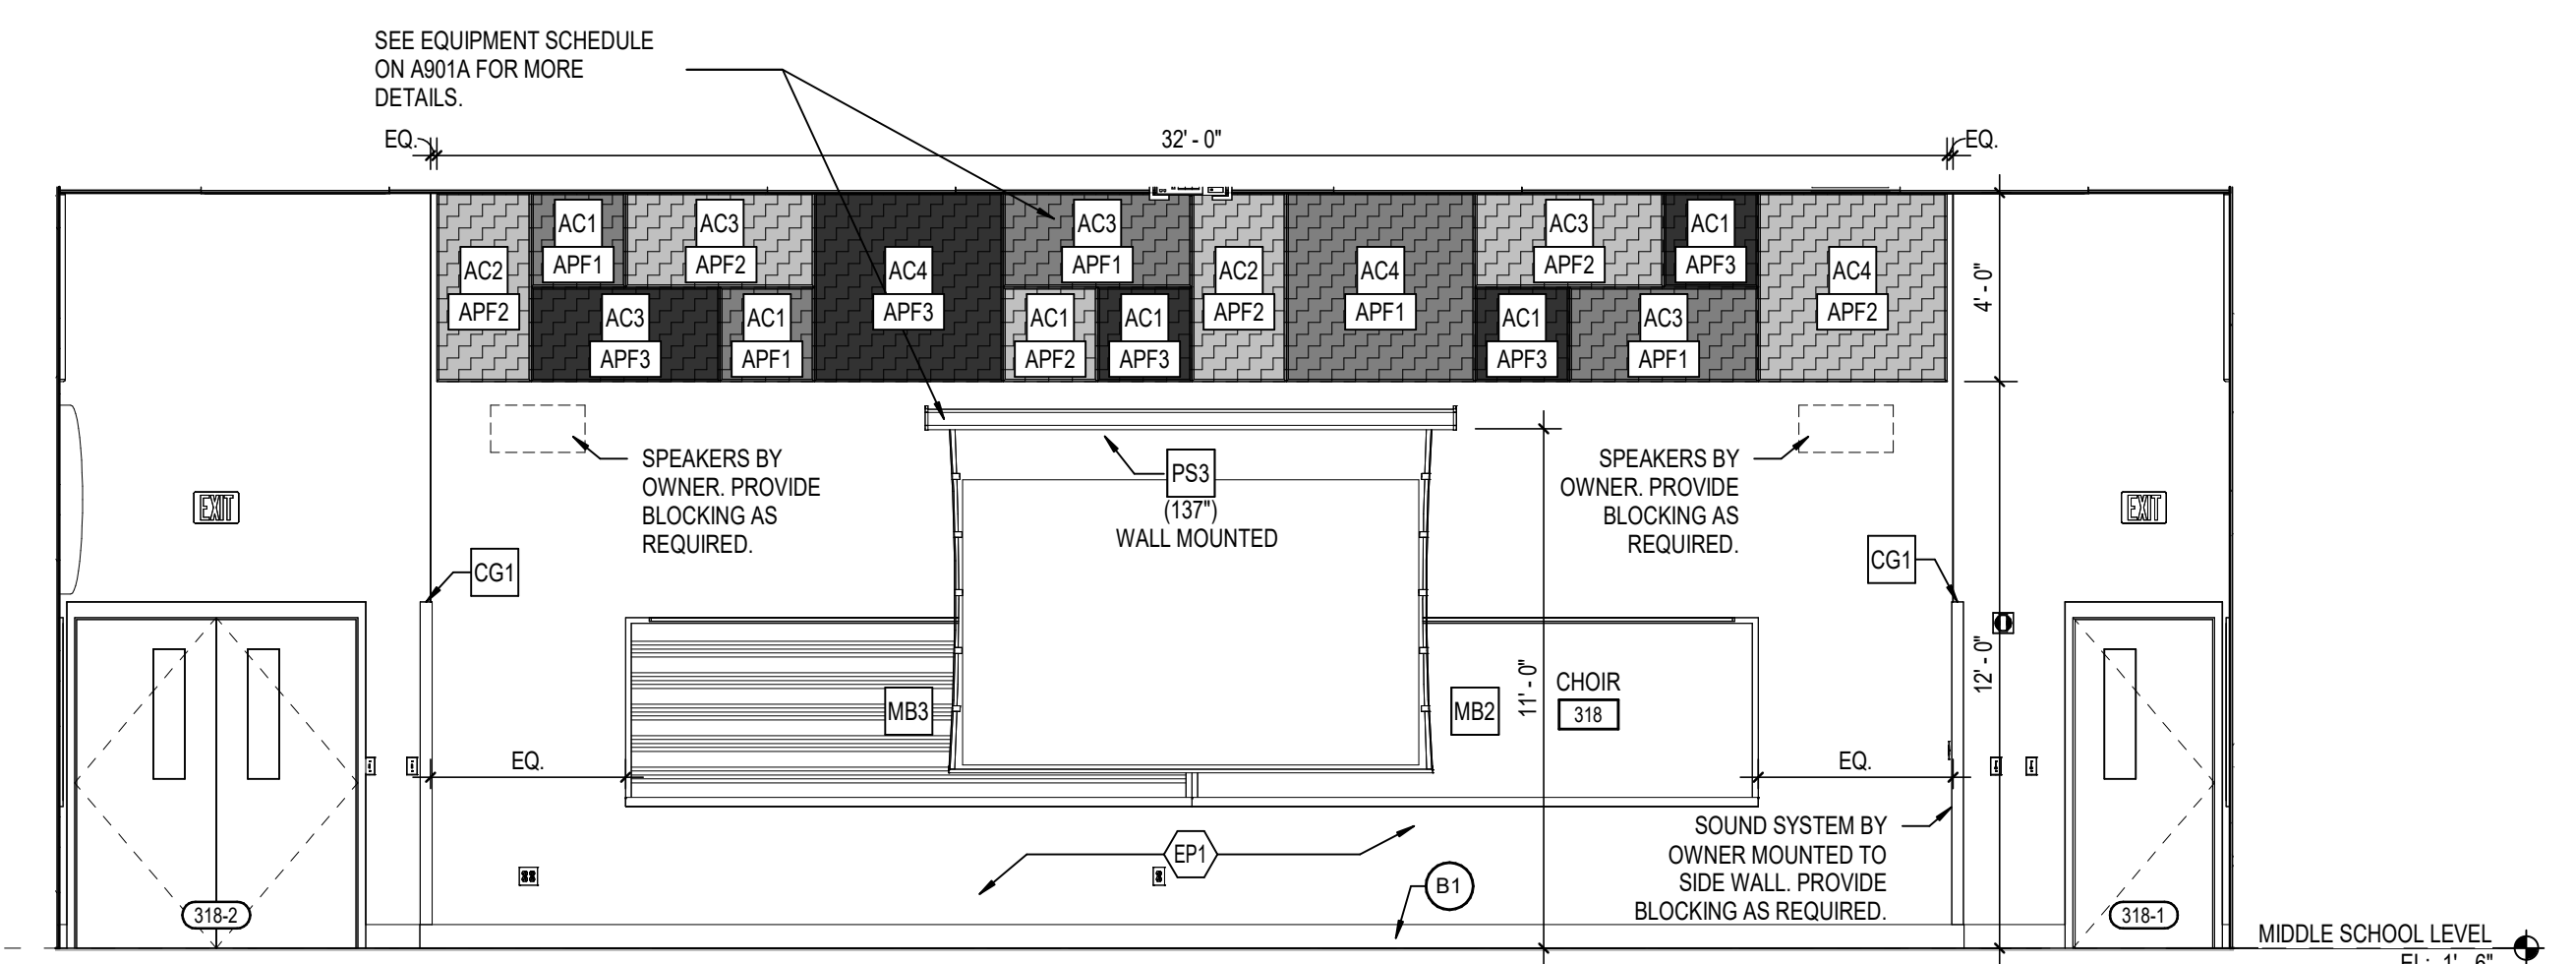 SEE EQUIPMENT SCHEDULE
ON A901A FOR MORE
DETAILS.
EQ.
32' - 0"
EQ.
AC2
APF2
AC1
APF1
AC3
APF2
AC3
APF3
AC1
APF1
AC4
APF3
AC3
APF1
AC1
APF2
AC1
APF3
AC2
APF2
AC4
APF1
AC3
APF2
AC1
APF3
AC1
APF3
AC3
APF1
AC4
APF2
4' - 0"
SPEAKERS BY
OWNER. PROVIDE
BLOCKING AS
REQUIRED.
PS3
(137")
WALL MOUNTED
SPEAKERS BY
OWNER. PROVIDE
BLOCKING AS
REQUIRED.
EXIT
EXIT
CG1
CG1
MB3
MB2
11' - 0"
CHOIR
318
12' - 0"
EQ.
EQ.
SOUND SYSTEM BY
OWNER MOUNTED TO
SIDE WALL. PROVIDE
BLOCKING AS REQUIRED.
EP1
B1
318-2
318-1
MIDDLE SCHOOL LEVEL
EL: 1' - 6"